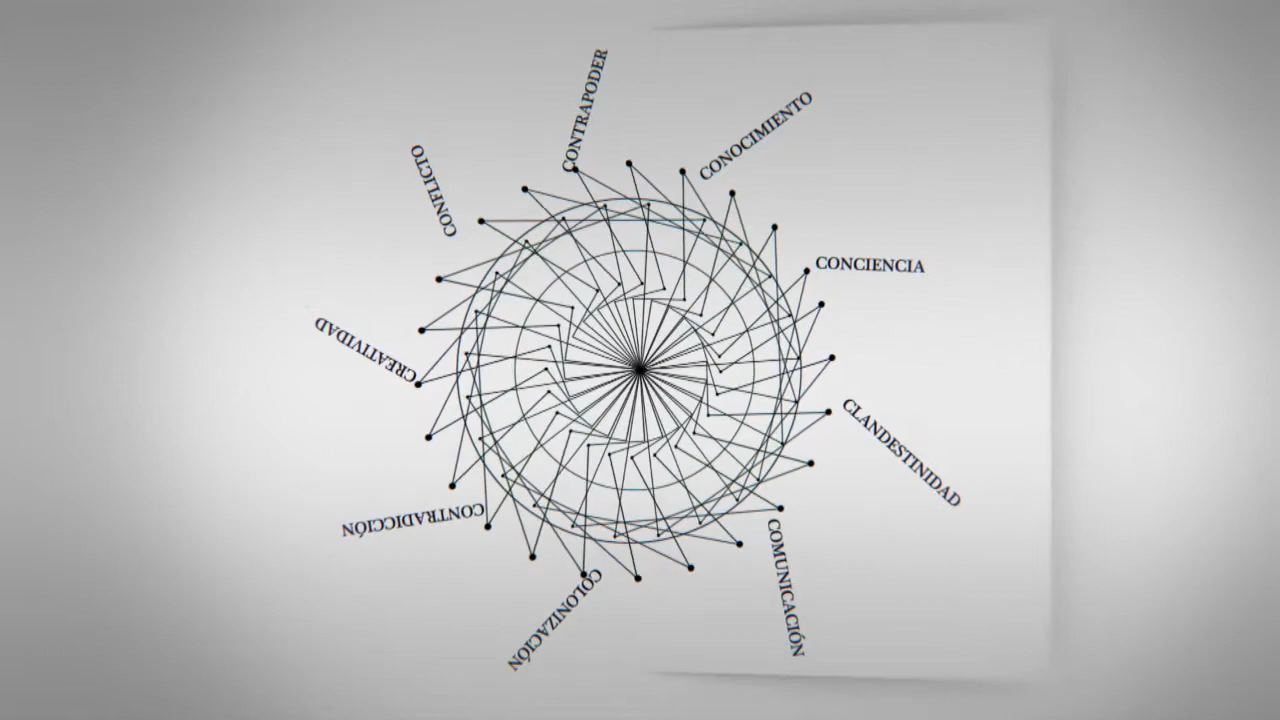 CONTRAPODER
CONOCIMIENTO
CONCIENCIA
CLANDESTINIDAD
COMUNICACIÓN
COLONIZACIÓN
CONTRADICCIÓN
CREATIVIDAD
CONFLICTO